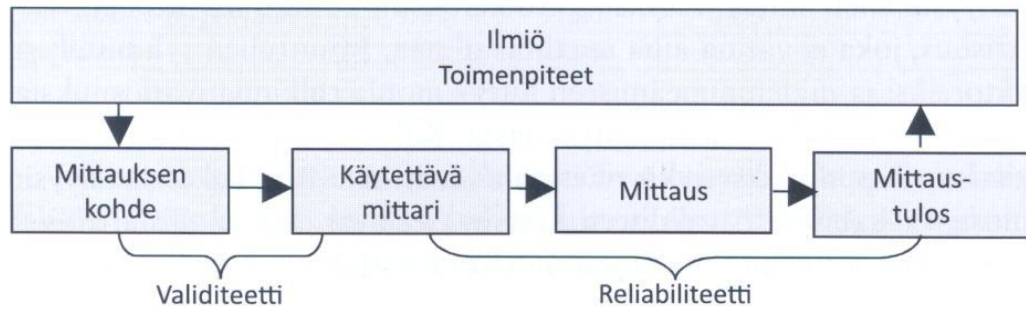 Ilmiö
Toimenpiteet
Mittauksen
kohde
Käytettävä
mittari
Mittaus
Mittaus-
tulos
Validiteetti
Reliabiliteetti